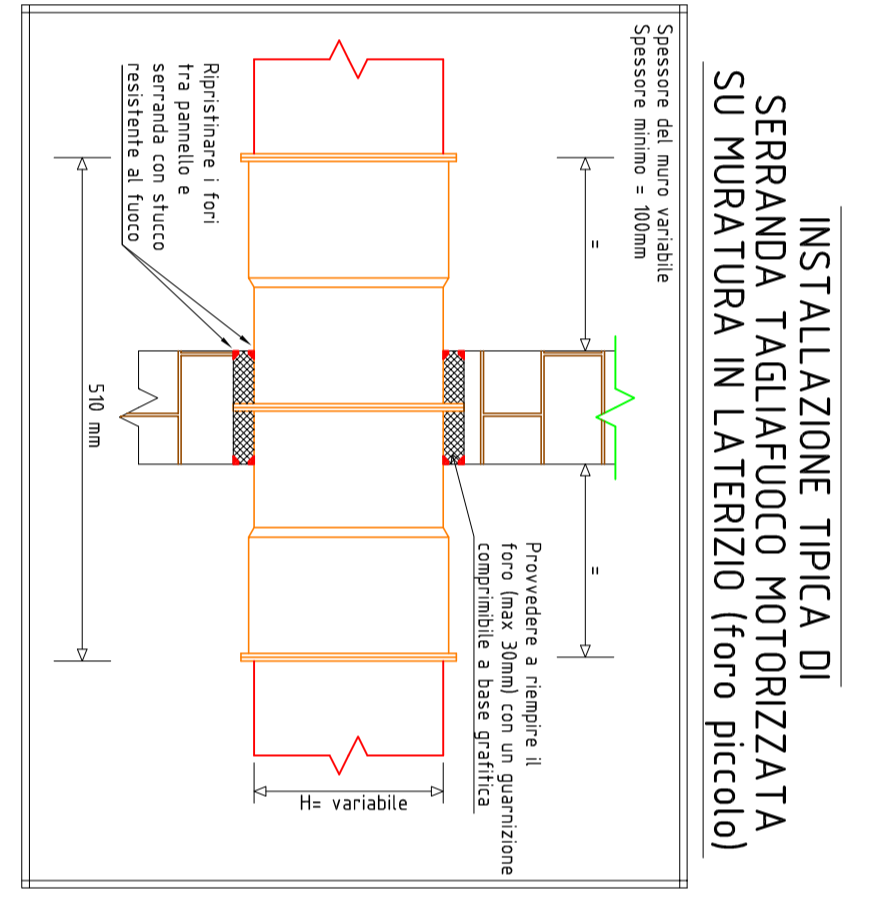 INSTALLAZIONE TIPICA DI
SERRANDA TAGLIAFUOCO MOTORIZZATA
SU MURATURA IN LATERIZIO (foro piccolo)
Spessore del muro variabile
Spessore minimo = 100mm
=
=
Provvedere a riempire il
foro (max 30mm) con un guarnizione
comprimibile a base grafitica
H= variabile
Ripristinare i fori
tra pannello e
serranda con stucco
resistente al fuoco
510 mm